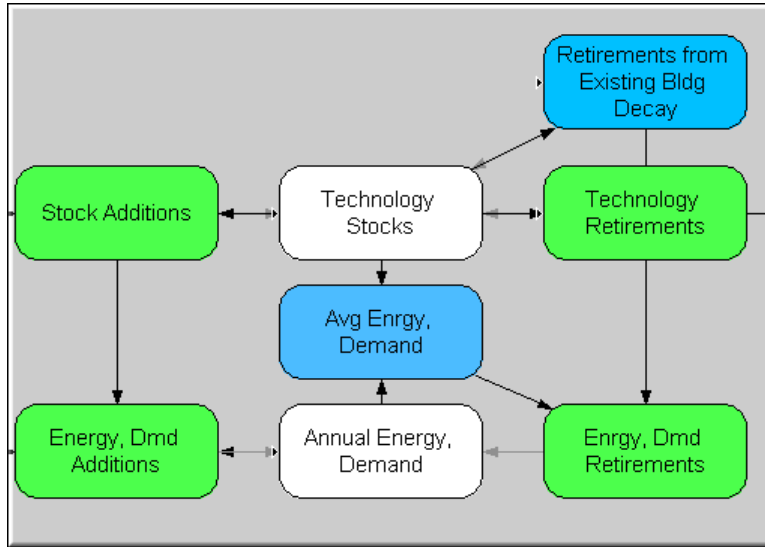 Retirements from
Existing Bldg
Decay
Stock Additions
Technology
Stocks
Technology
Retirements
Avg Enrgy,
Demand
Energy, Dmd
Additions
Annual Energy,
Demand
Enrgy, Dmd
Retirements